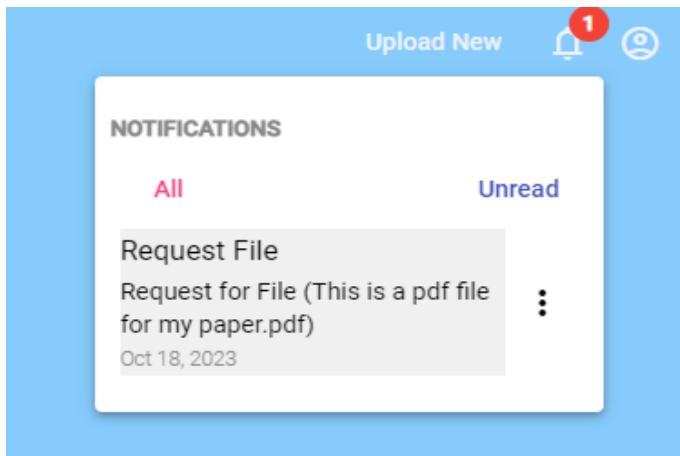 Upload New
1
NOTIFICATIONS
All Unread
Request File
Request for File (This is a pdf file
for my paper.pdf)
Oct 18, 2023